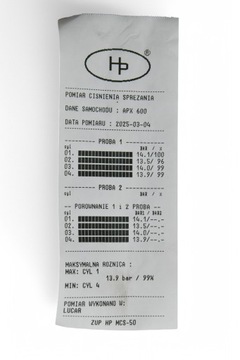 HP ®
POMIAR CISNIENIA SPREZANIA
DANE SAMOCHODU : APX 600
DATA POMIARU : 2025-03-04
PROBA 1
cyl BAR / %
01. 14.1/100
02. 13.5/ 96
03. 14.0/ 99
04. 13.9/ 99
PROBA 2
POROWNANIE 1 i 2 PROBA
cyl BAR1 / BAR2
01. 14.1/--.-
02. 13.5/--.-
03. 14.0/--.-
04. 13.9/--.-
MAKSYMALNA ROZNICA :
MAX: CYL 1
13.9 bar / 99%
MIN: CYL 4
POMIAR WYKONANO W:
LUCAR
ZUP HP MCS-50